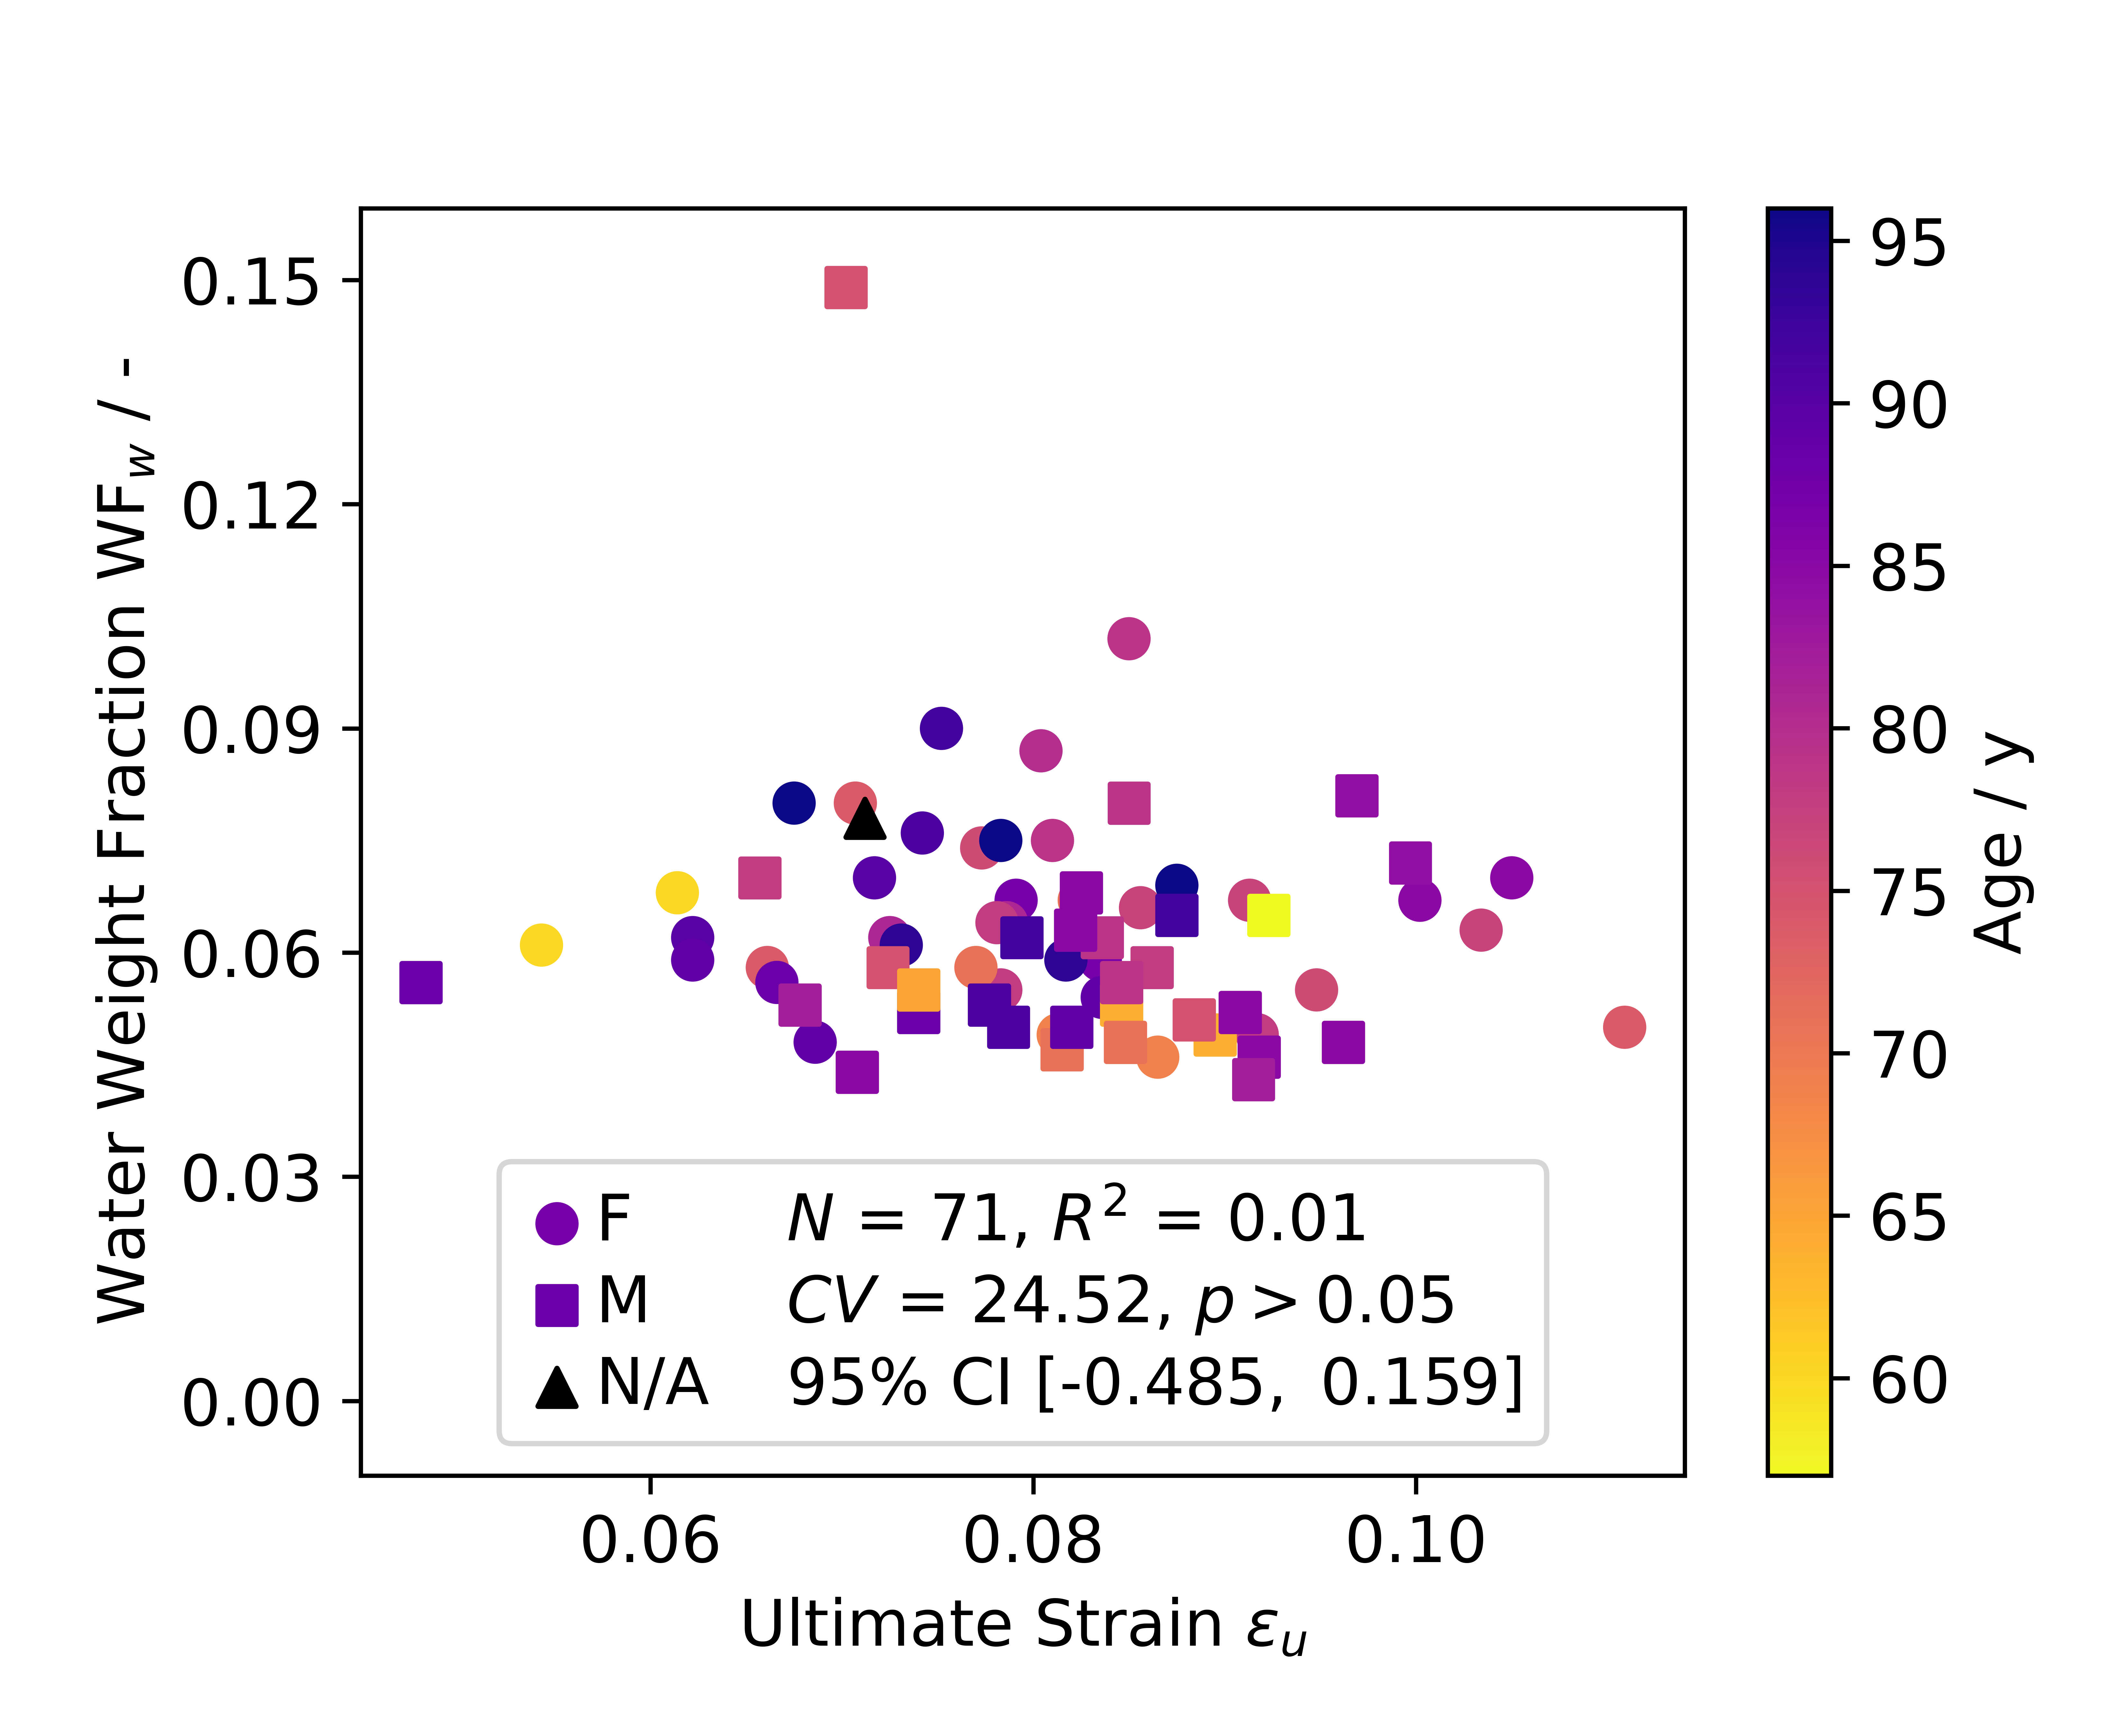 Water Weight Fraction WF_w / -
0.15
0.12
0.09
0.06
0.03
0.00
F
M
N/A
N = 71, R² = 0.01
CV = 24.52, p > 0.05
95% CI [-0.485, 0.159]
0.06
0.08
0.10
Ultimate Strain ε_u
95
90
85
80
75
70
65
60
Age / y